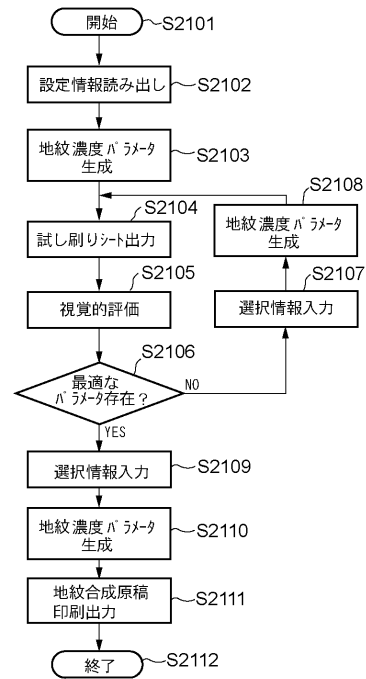 開始
S2101
設定情報読み出し
S2102
地紋濃度パラメータ
生成
S2103
S2104
試し刷りシート出力
S2105
視覚的評価
S2106
最適な
パラメータ存在？
NO
YES
S2107
選択情報入力
S2108
地紋濃度パラメータ
生成
選択情報入力
S2109
地紋濃度パラメータ
生成
S2110
地紋合成原稿
印刷出力
S2111
終了
S2112